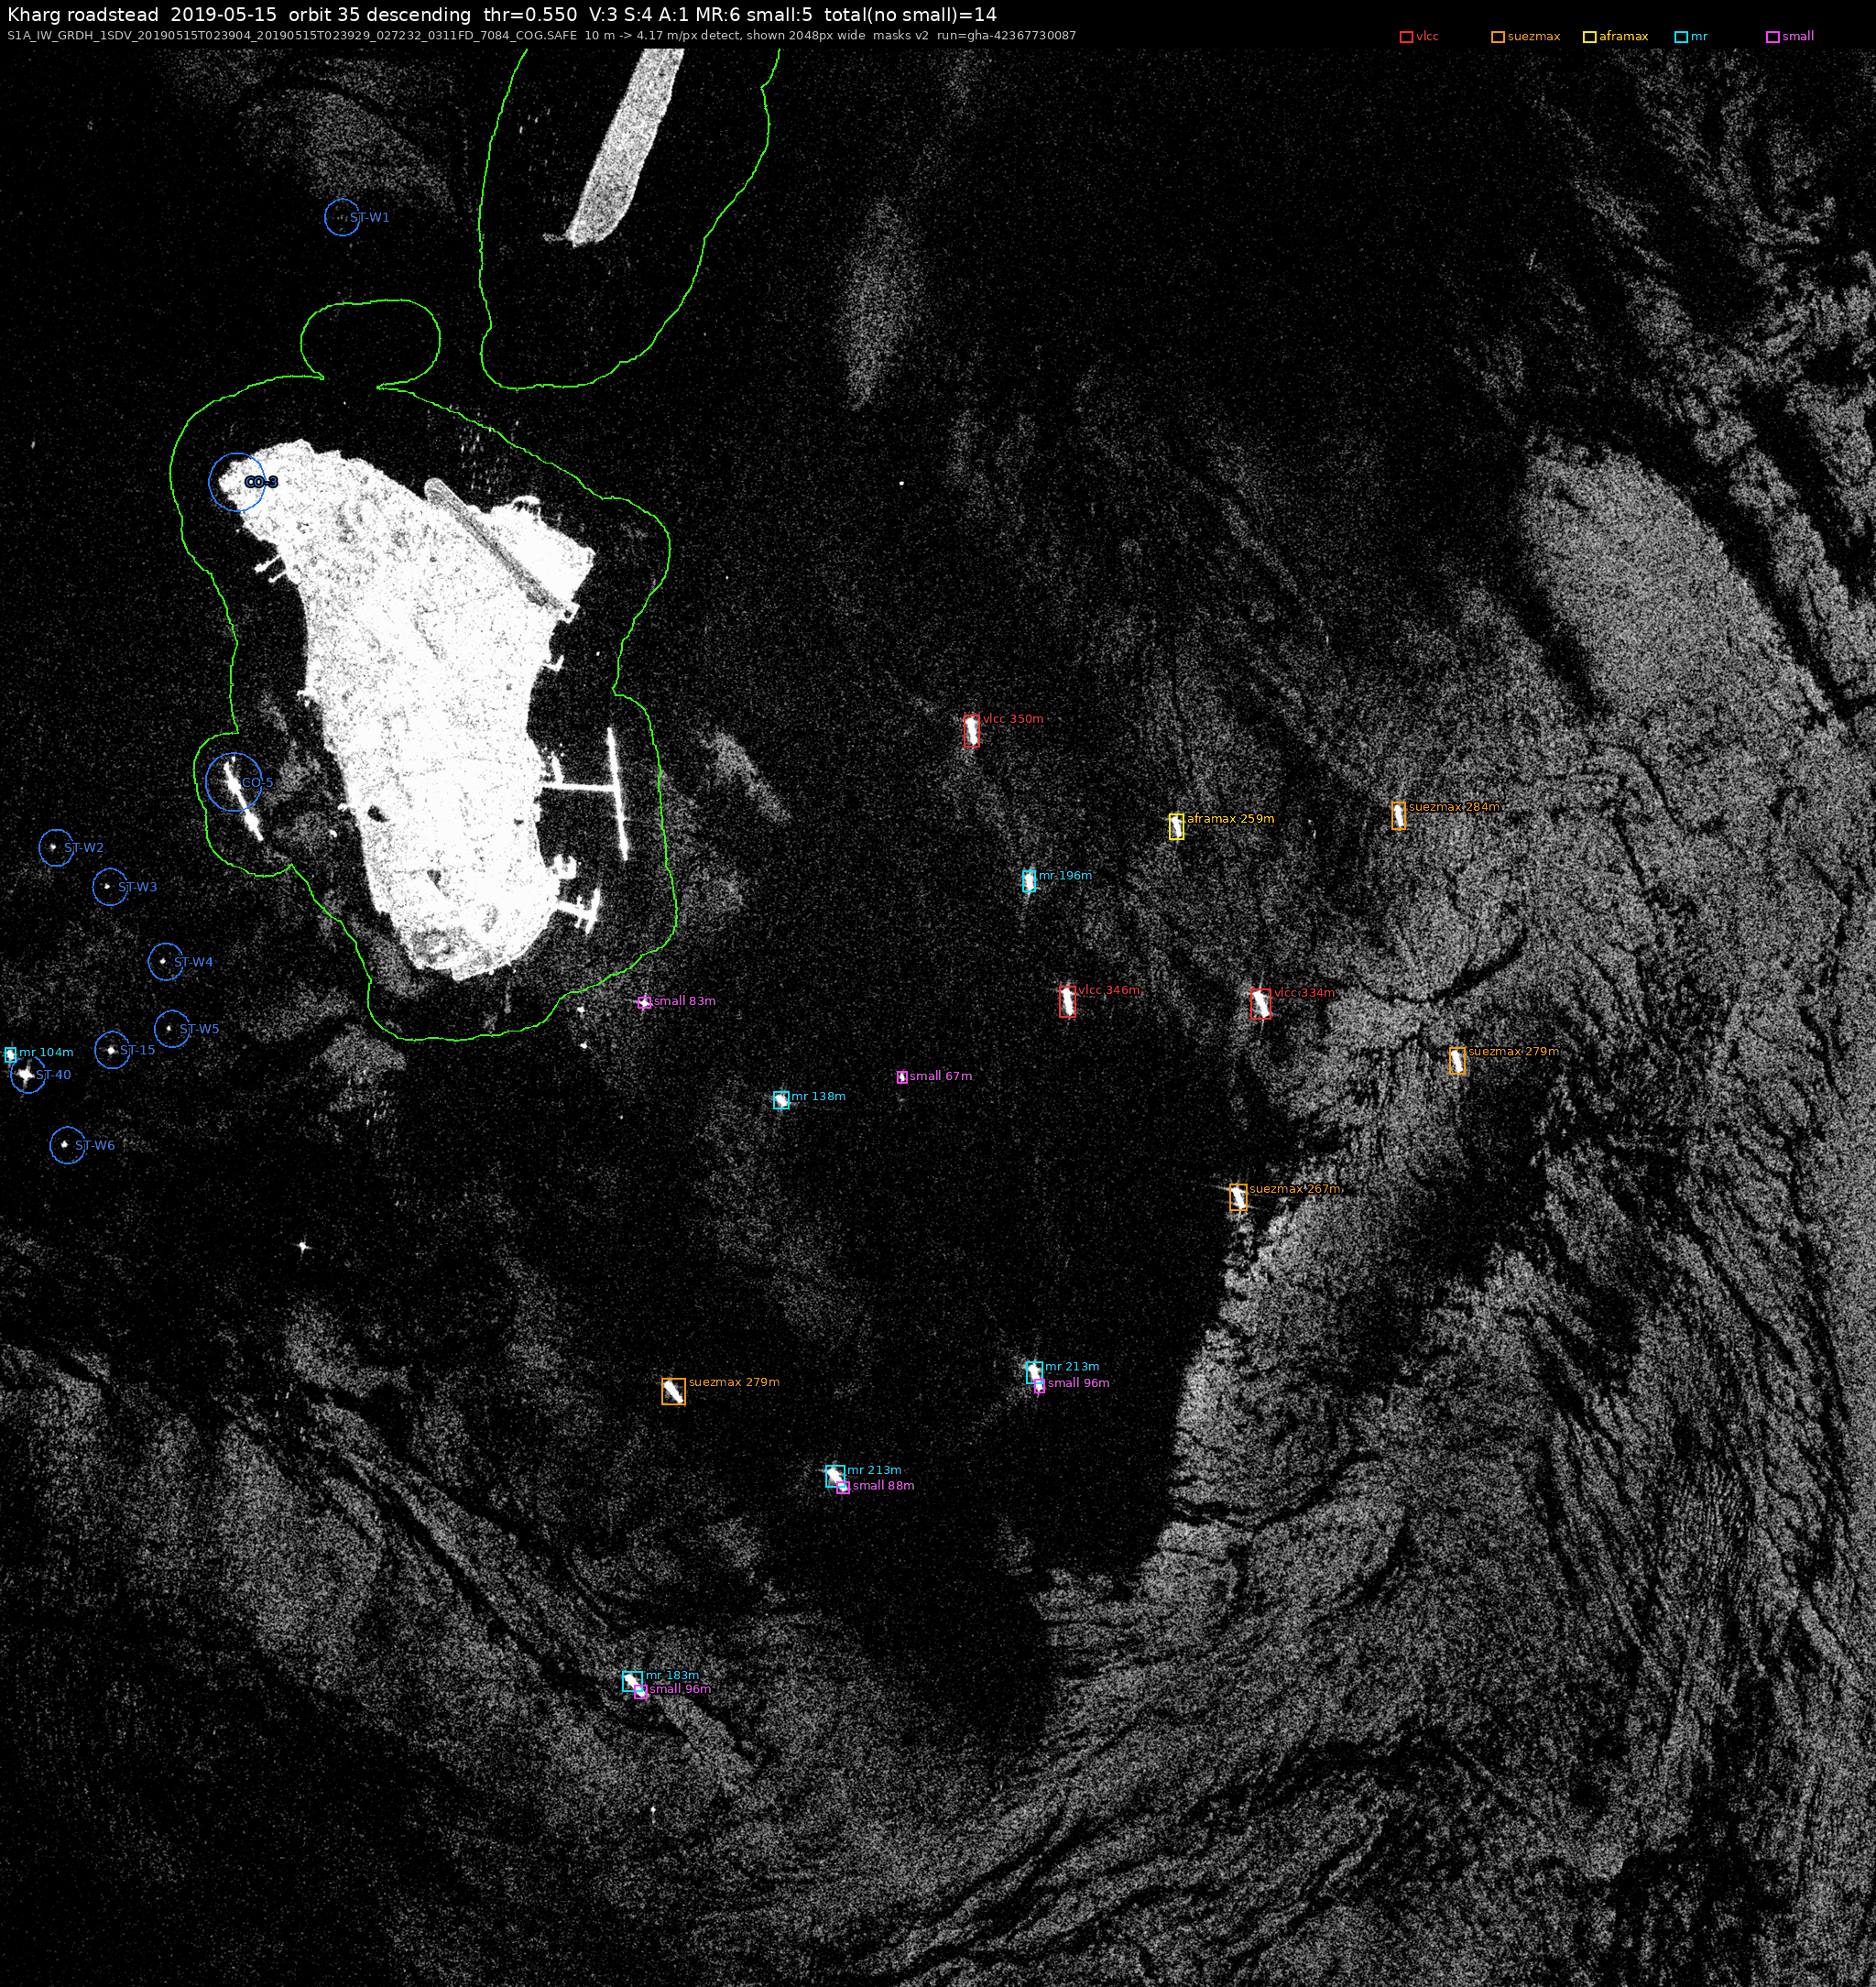 Kharg roadstead  2019-05-15  orbit 35 descending  thr=0.550  V:3 S:4 A:1 MR:6 small:5  total(no small)=14
S1A_IW_GRDH_1SDV_20190515T023904_20190515T023929_027232_0311FD_7084_COG.SAFE  10 m -> 4.17 m/px detect, shown 2048px wide  masks v2  run=gha-42367730087
vlcc
suezmax
aframax
mr
small
ST-W1
CO-3
vlcc 350m
CO-5
suezmax 284m
aframax 259m
ST-W2
mr 196m
ST-W3
ST-W4
vlcc 346m
vlcc 334m
small 83m
ST-W5
ST-15
mr 104m
suezmax 279m
ST-40
small 67m
mr 138m
ST-W6
suezmax 267m
mr 213m
suezmax 279m
small 96m
mr 213m
small 88m
mr 183m
small 96m